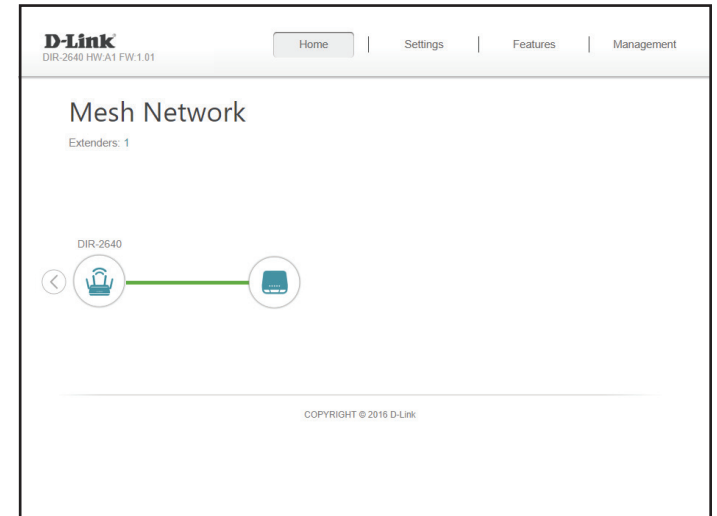 D-Link
DIR-2640 HW:A1 FW:1.01
Home
Settings
Features
Management
Mesh Network
Extenders: 1
DIR-2640
COPYRIGHT © 2016 D-Link